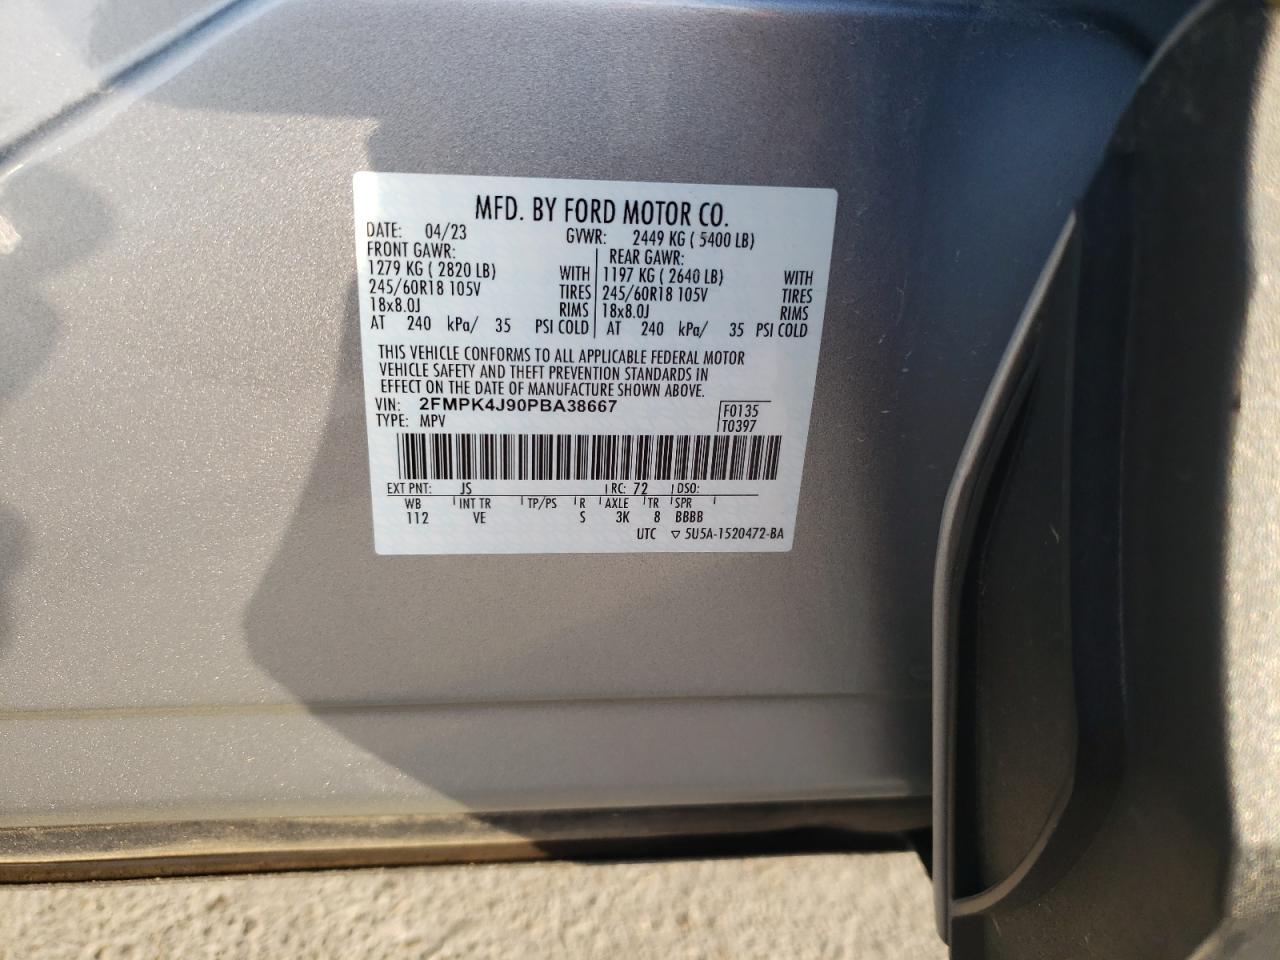 MFD. BY FORD MOTOR CO.
DATE: 04/23 GVWR: 2449 KG ( 5400 LB)
FRONT GAWR: REAR GAWR:
1279 KG ( 2820 LB) WITH 1197 KG ( 2640 LB) WITH
245/60R18 105V TIRES 245/60R18 105V TIRES
18x8.0J RIMS 18x8.0J RIMS
AT 240 kPa/ 35 PSI COLD AT 240 kPa/ 35 PSI COLD
THIS VEHICLE CONFORMS TO ALL APPLICABLE FEDERAL MOTOR
VEHICLE SAFETY AND THEFT PREVENTION STANDARDS IN
EFFECT ON THE DATE OF MANUFACTURE SHOWN ABOVE.
VIN: 2FMPK4J90PBA38667 F0135
TYPE: MPV T0397
EXT PNT: JS RC: 72 DSO:
WB INT TR TP/PS R AXLE TR SPR
112 VE S 3K 8 BBBB
UTC ▽ 5U5A-1520472-BA